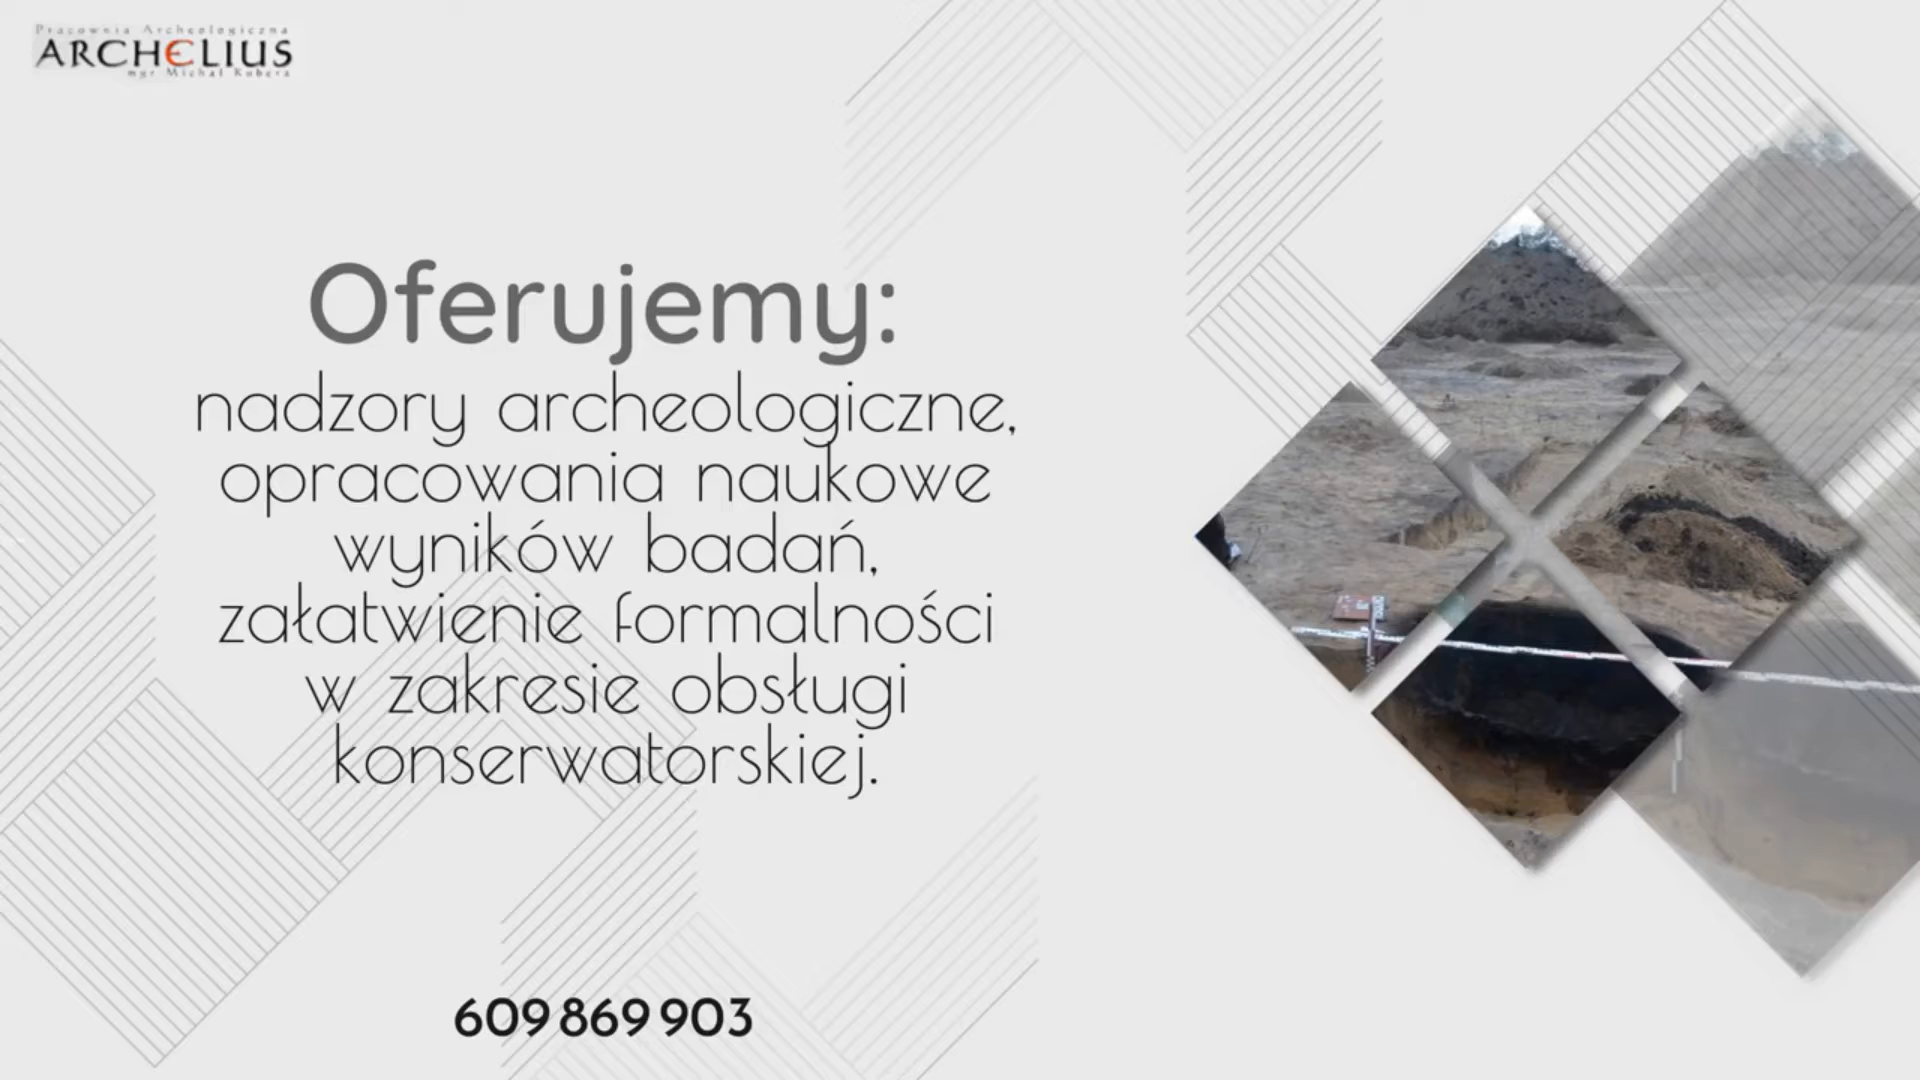 Pracownia Archeologiczna
ARCHELIUS
mgr Michał Kubera
Oferujemy:
nadzory archeologiczne,
opracowania naukowe
wyników badań,
załatwienie formalności
w zakresie obsługi
konserwatorskiej.
609 869 903